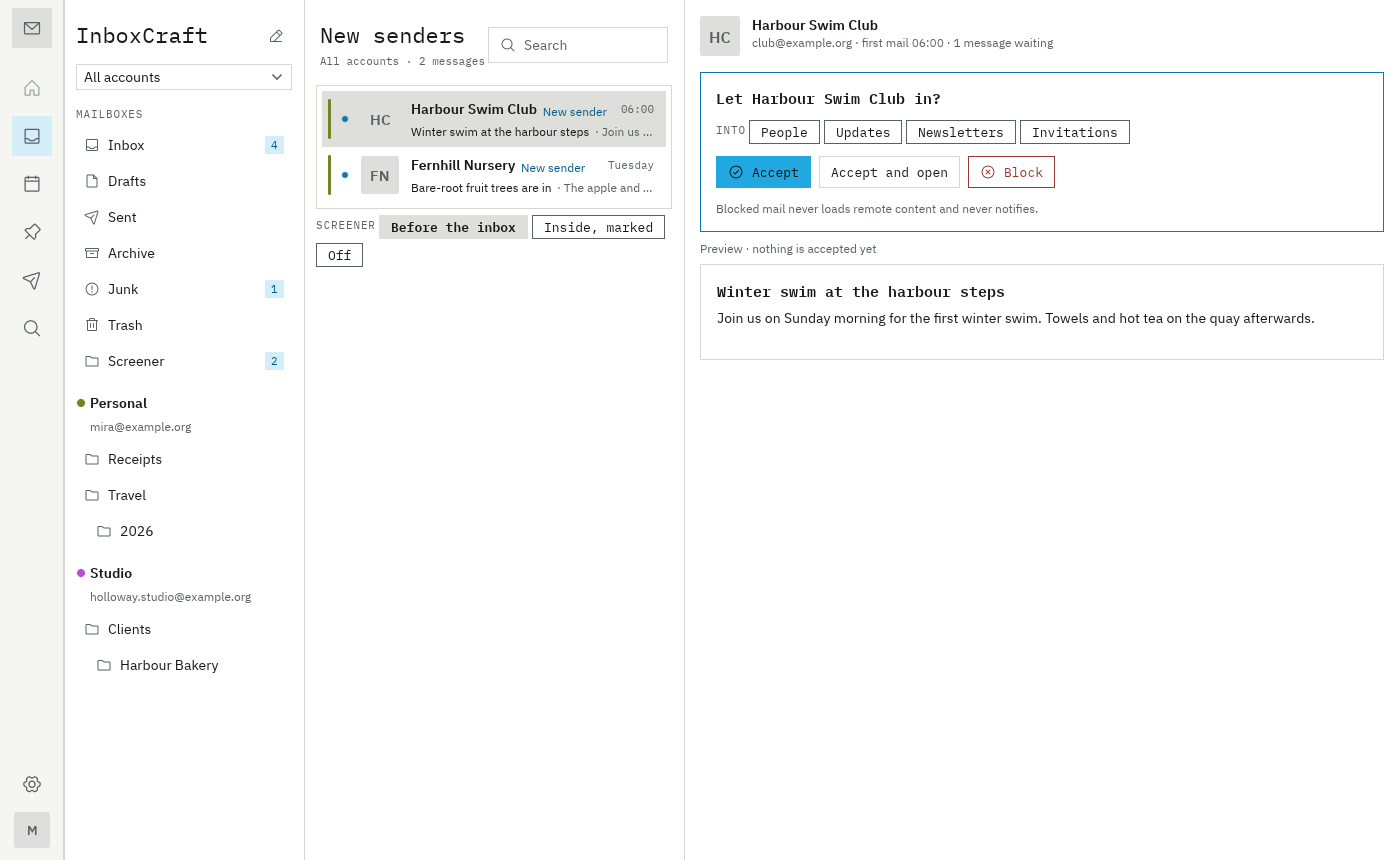 InboxCraft
All accounts
MAILBOXES
Inbox 4
Drafts
Sent
Archive
Junk 1
Trash
Screener 2
Personal
mira@example.org
Receipts
Travel
2026
Studio
holloway.studio@example.org
Clients
Harbour Bakery
M
New senders
All accounts · 2 messages
Search
HC
Harbour Swim Club New sender 06:00
Winter swim at the harbour steps · Join us …
FN
Fernhill Nursery New sender Tuesday
Bare-root fruit trees are in · The apple and …
SCREENER Before the inbox Inside, marked
Off
HC
Harbour Swim Club
club@example.org · first mail 06:00 · 1 message waiting
Let Harbour Swim Club in?
INTO People Updates Newsletters Invitations
Accept Accept and open Block
Blocked mail never loads remote content and never notifies.
Preview · nothing is accepted yet
Winter swim at the harbour steps
Join us on Sunday morning for the first winter swim. Towels and hot tea on the quay afterwards.